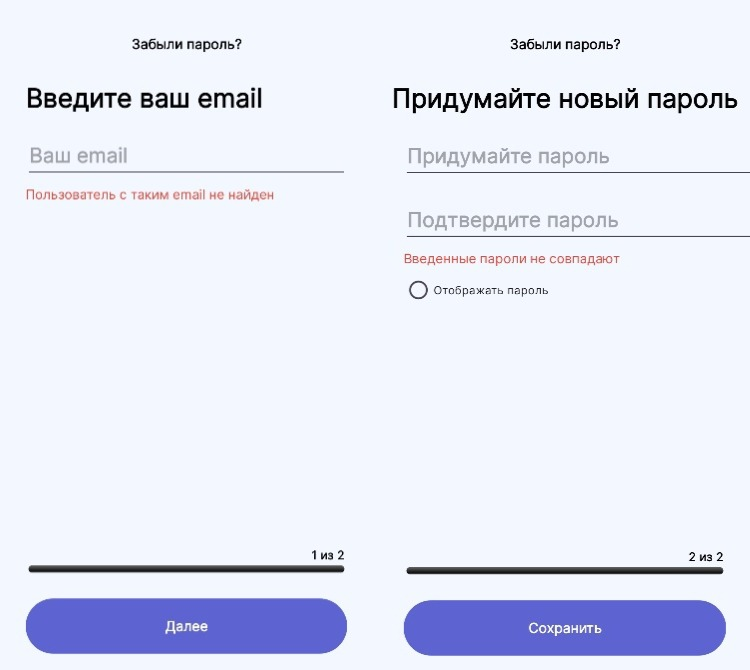 Забыли пароль?
Введите ваш email
Ваш email
Пользователь с таким email не найден
1 из 2
Далее
Забыли пароль?
Придумайте новый пароль
Придумайте пароль
Подтвердите пароль
Введенные пароли не совпадают
Отображать пароль
2 из 2
Сохранить